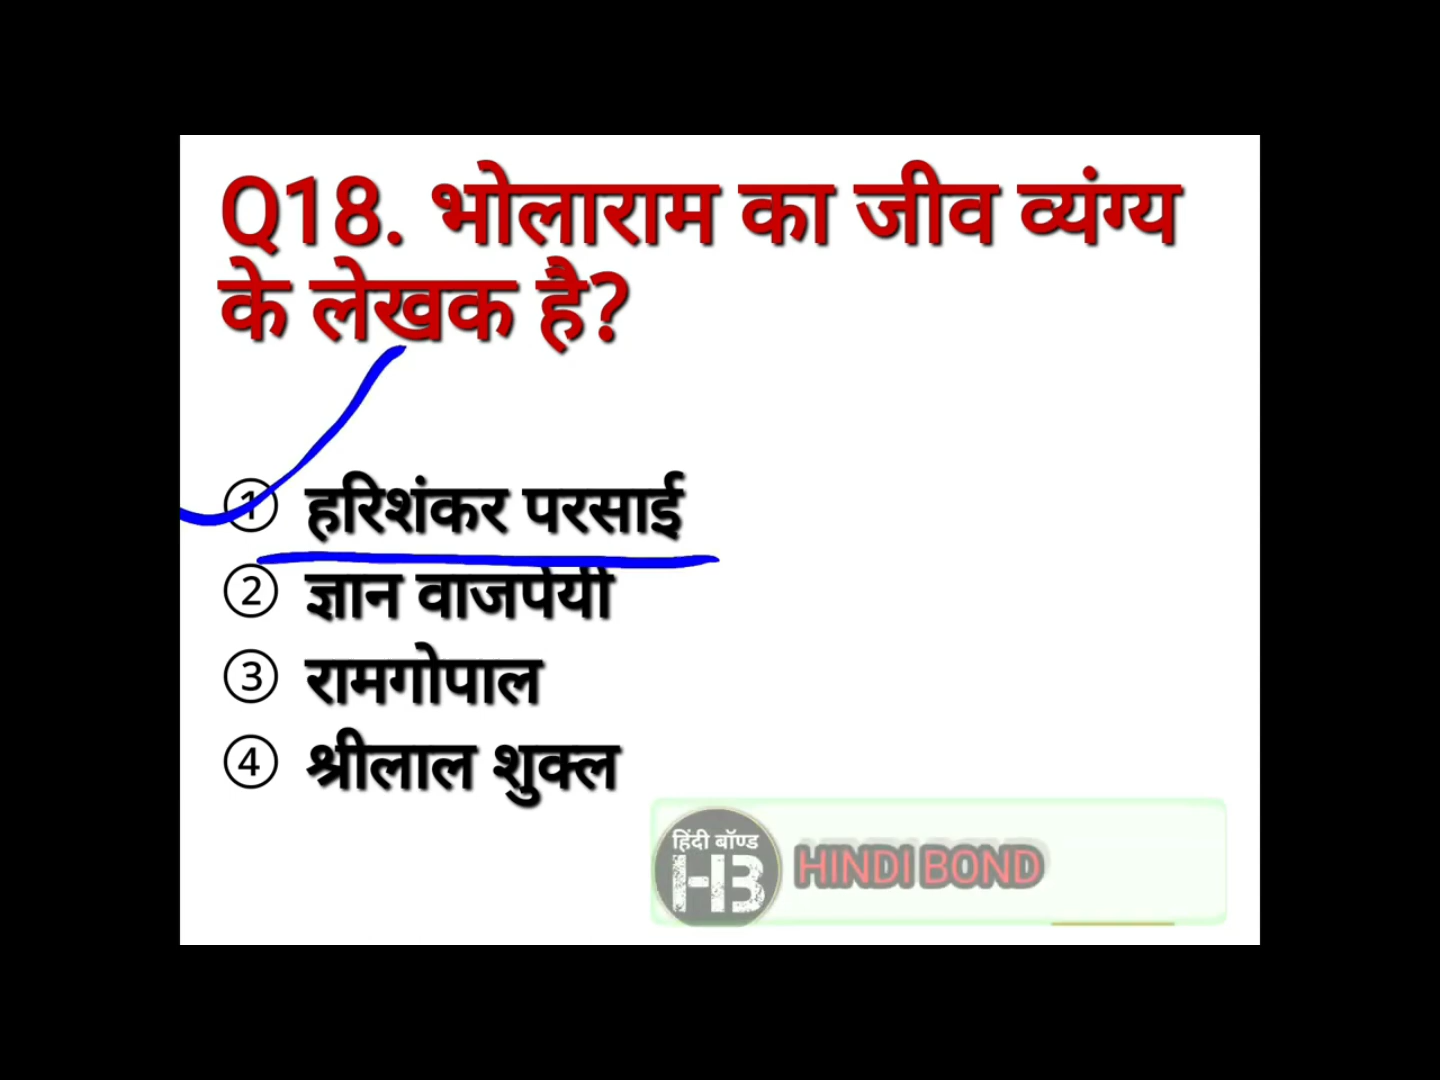 Q18. भोलाराम का जीव व्यंग्य
के लेखक है?
① हरिशंकर परसाई
② ज्ञान वाजपेयी
③ रामगोपाल
④ श्रीलाल शुक्ल
हिंदी बॉण्ड
HB
HINDI BOND